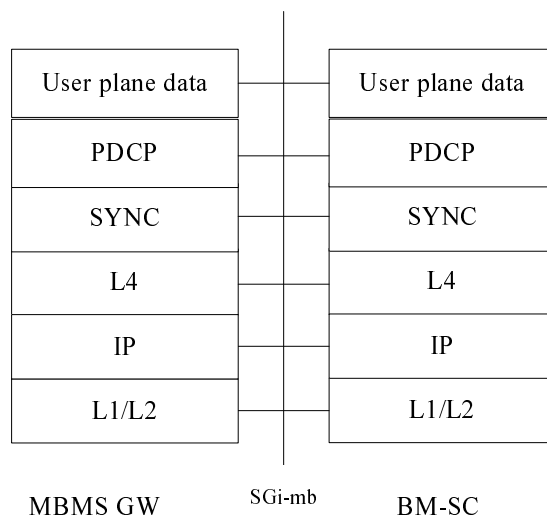 User plane data
User plane data
PDCP
PDCP
SYNC
SYNC
L4
L4
IP
IP
L1/L2
L1/L2
MBMS GW
SGi-mb
BM-SC